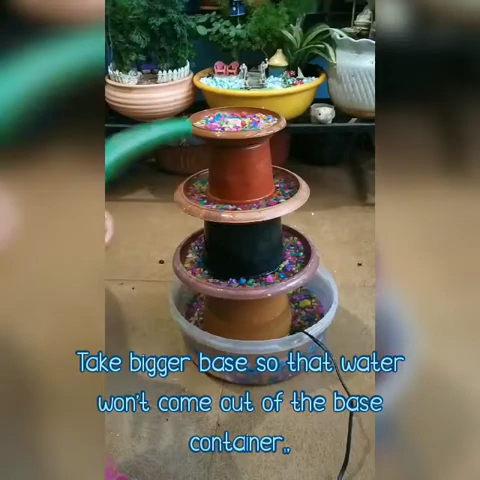 Take bigger base so that water
won't come out of the base
container,,